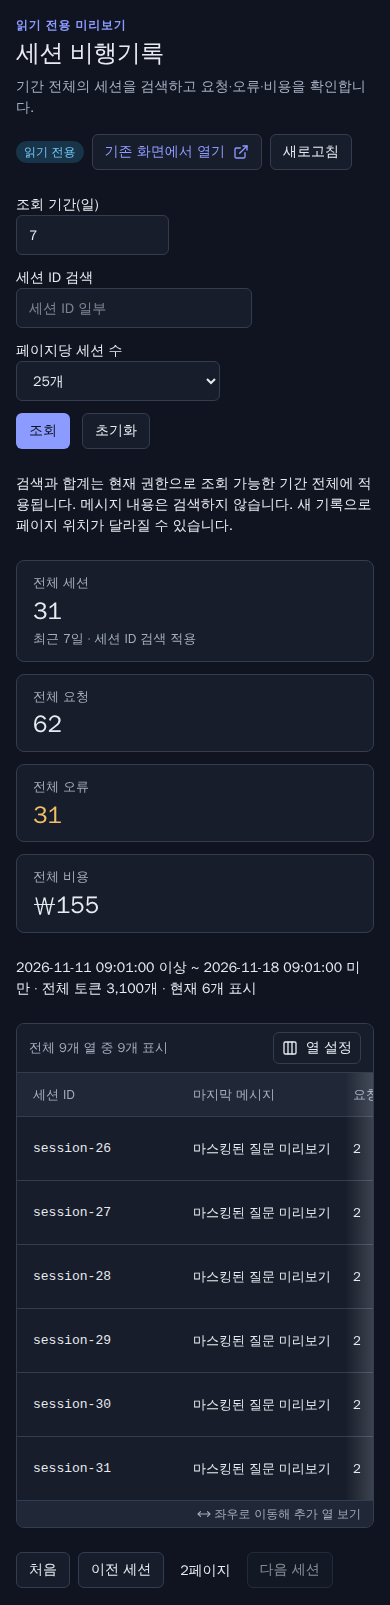 읽기 전용 미리보기
세션 비행기록
기간 전체의 세션을 검색하고 요청·오류·비용을 확인합니
다.
읽기 전용 기존 화면에서 열기 새로고침
조회 기간(일)
7
세션 ID 검색
세션 ID 일부
페이지당 세션 수
25개
조회 초기화
검색과 합계는 현재 권한으로 조회 가능한 기간 전체에 적
용됩니다. 메시지 내용은 검색하지 않습니다. 새 기록으로
페이지 위치가 달라질 수 있습니다.
전체 세션
31
최근 7일 · 세션 ID 검색 적용
전체 요청
62
전체 오류
31
전체 비용
₩155
2026-11-11 09:01:00 이상 ~ 2026-11-18 09:01:00 미
만 · 전체 토큰 3,100개 · 현재 6개 표시
전체 9개 열 중 9개 표시 열 설정
세션 ID 마지막 메시지 요청
session-26 마스킹된 질문 미리보기 2
session-27 마스킹된 질문 미리보기 2
session-28 마스킹된 질문 미리보기 2
session-29 마스킹된 질문 미리보기 2
session-30 마스킹된 질문 미리보기 2
session-31 마스킹된 질문 미리보기 2
↔ 좌우로 이동해 추가 열 보기
처음 이전 세션 2페이지 다음 세션